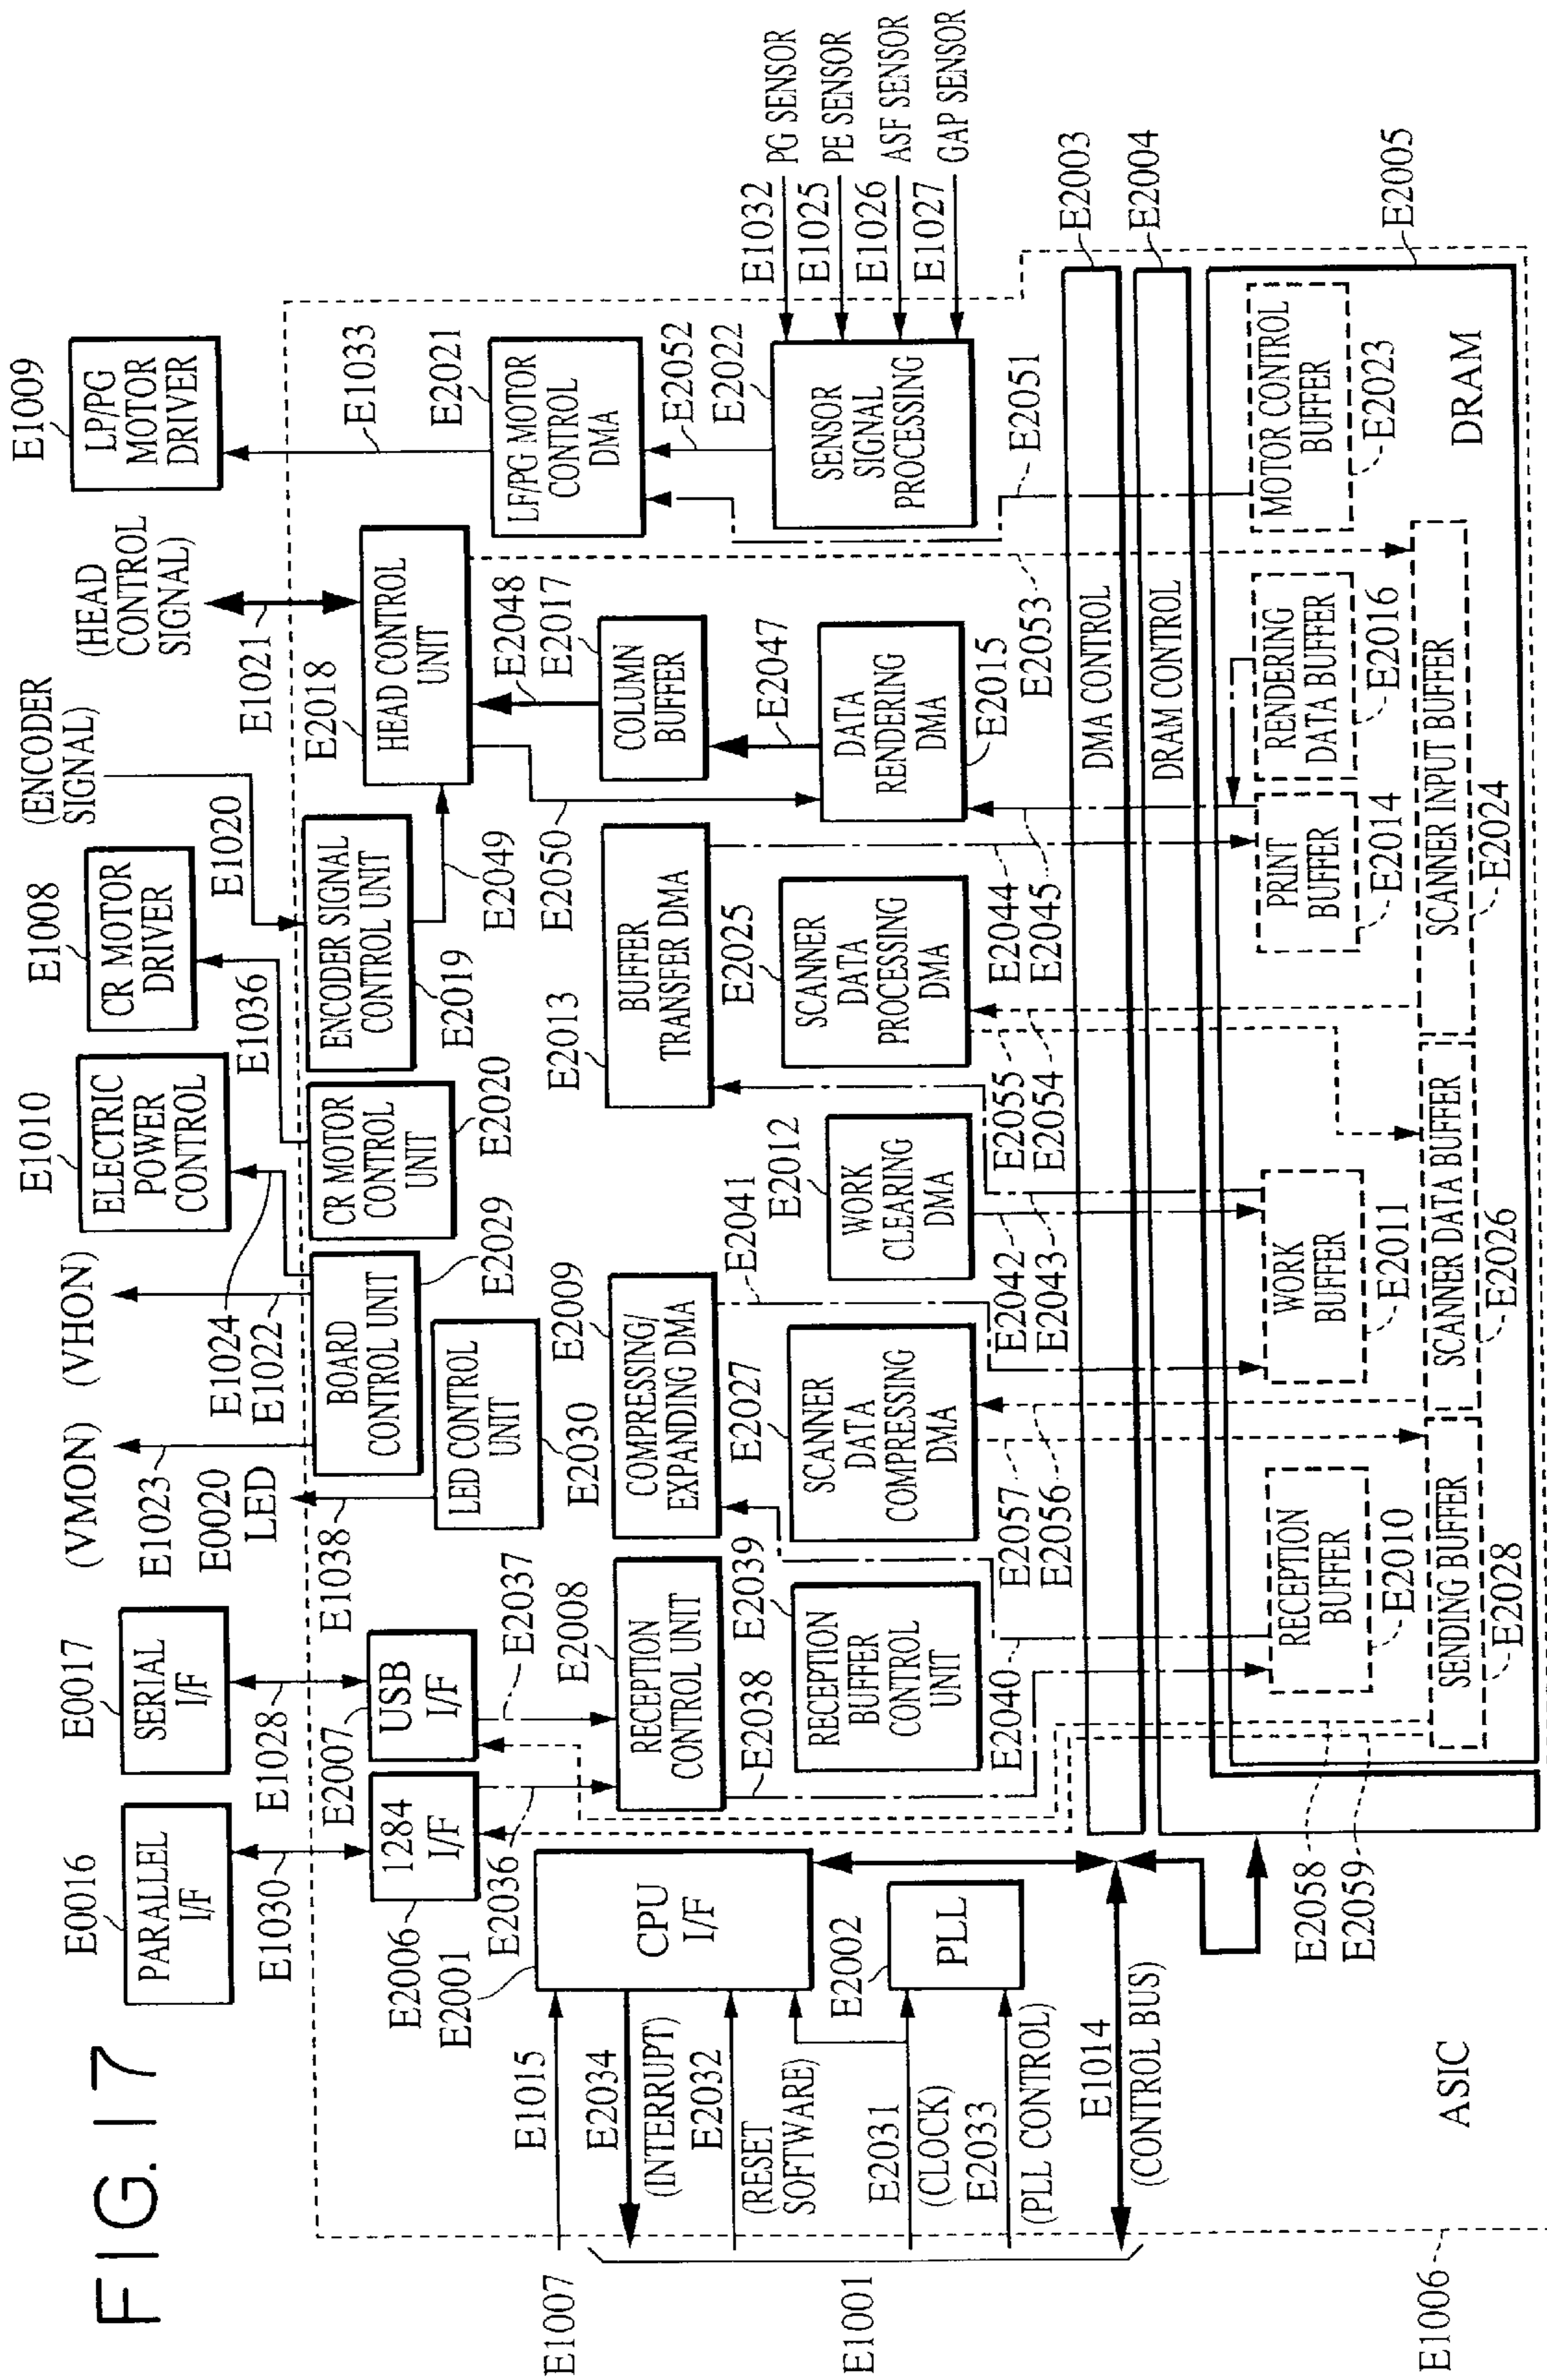 FIG. 17
E0016
PARALLEL
I/F
E1030
E0017
SERIAL
I/F
E1028
(VMON)
E1023
E0020
LED
E1038
(VHON)
E1024
E1022
E1010
ELECTRIC
POWER
CONTROL
E1008
CR MOTOR
DRIVER
E1036
(ENCODER
SIGNAL)
E1020
(HEAD
CONTROL
SIGNAL)
E1021
E1009
LP/PG
MOTOR
DRIVER
E1033
E2006
1284
I/F
E2036
E2007
USB
I/F
E2037
BOARD
CONTROL UNIT
E2029
LED CONTROL
UNIT
E2030
CR MOTOR
CONTROL
UNIT
E2020
ENCODER SIGNAL
CONTROL UNIT
E2019
E2049
E2018
HEAD CONTROL
UNIT
E2050
E2048
E2017
COLUMN
BUFFER
E2047
DATA
RENDERING
DMA
E2015
E2053
E2021
LF/PG MOTOR
CONTROL
DMA
E2052
E2022
SENSOR
SIGNAL
PROCESSING
E2051
E1032
PG SENSOR
E1025
PE SENSOR
E1026
ASF SENSOR
E1027
GAP SENSOR
E1007
E1015
E2001
CPU
I/F
E2034
(INTERRUPT)
E2032
(RESET
SOFTWARE)
E1001
E2031
(CLOCK)
E2002
PLL
E2033
(PLL CONTROL)
E1014
(CONTROL BUS)
E2008
RECEPTION
CONTROL UNIT
E2038
E2039
RECEPTION
BUFFER
CONTROL
UNIT
E2040
E2009
COMPRESSING/
EXPANDING DMA
E2041
E2027
SCANNER
DATA
COMPRESSING
DMA
E2057
E2056
E2012
WORK
CLEARING
DMA
E2042
E2043
E2013
BUFFER
TRANSFER DMA
E2025
SCANNER
DATA
PROCESSING
DMA
E2055
E2054
E2044
E2045
DMA CONTROL
E2003
DRAM CONTROL
E2004
E2005
E2058
E2059
RECEPTION
BUFFER
E2010
SENDING BUFFER
E2028
WORK
BUFFER
E2011
SCANNER DATA BUFFER
E2026
PRINT
BUFFER
E2014
RENDERING
DATA BUFFER
E2016
SCANNER INPUT BUFFER
E2024
MOTOR CONTROL
BUFFER
E2023
DRAM
ASIC
E1006